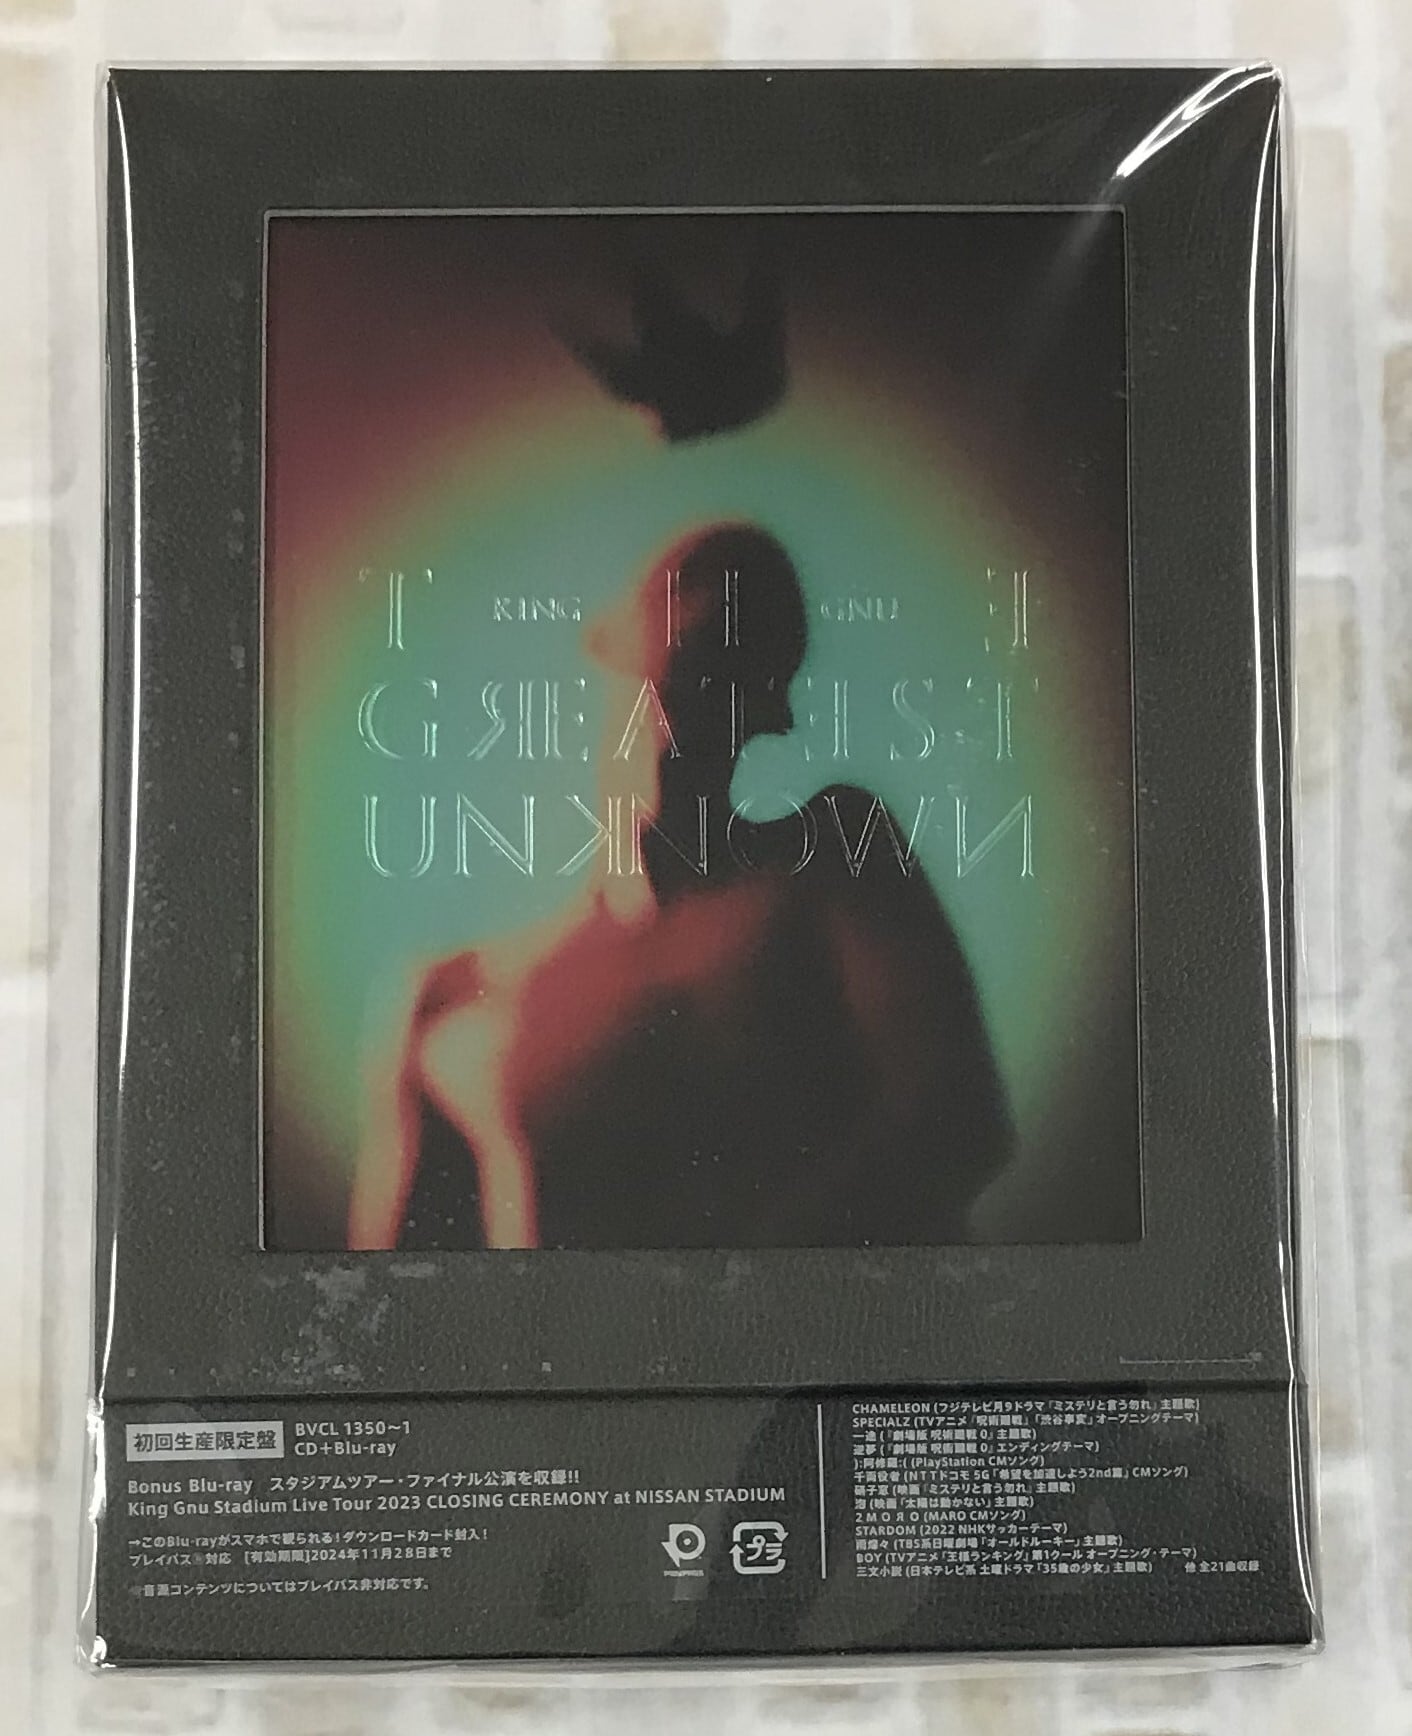 THE
KING GNU
GREATEST
UNKNOWN
初回生産限定盤
BVCL 1350~1
CD+Blu-ray
Bonus Blu-ray スタジアムツアー・ファイナル公演を収録!!
King Gnu Stadium Live Tour 2023 CLOSING CEREMONY at NISSAN STADIUM
→このBlu-rayがスマホで観られる!ダウンロードカード封入!
プレイパス®対応 [有効期限]2024年11月28日まで
※音源コンテンツについてはプレイパス非対応です。
プラ
CHAMELEON (フジテレビ月9ドラマ『ミステリと言う勿れ』主題歌)
SPECIALZ (TVアニメ『呪術廻戦』「渋谷事変」オープニングテーマ)
一途 (『劇場版 呪術廻戦 0』主題歌)
逆夢 (『劇場版 呪術廻戦 0』エンディングテーマ)
):阿修羅:( (PlayStation CMソング)
千両役者 (NTTドコモ 5G「希望を加速しよう2nd篇」CMソング)
硝子窓 (映画『ミステリと言う勿れ』主題歌)
泡 (映画「太陽は動かない」主題歌)
2 M O Я O (MARO CMソング)
STARDOM (2022 NHKサッカーテーマ)
雨燦々 (TBS系日曜劇場「オールドルーキー」主題歌)
BOY (TVアニメ『王様ランキング』第1クール オープニング・テーマ)
三文小説 (日本テレビ系 土曜ドラマ「35歳の少女」主題歌) 他 全21曲収録